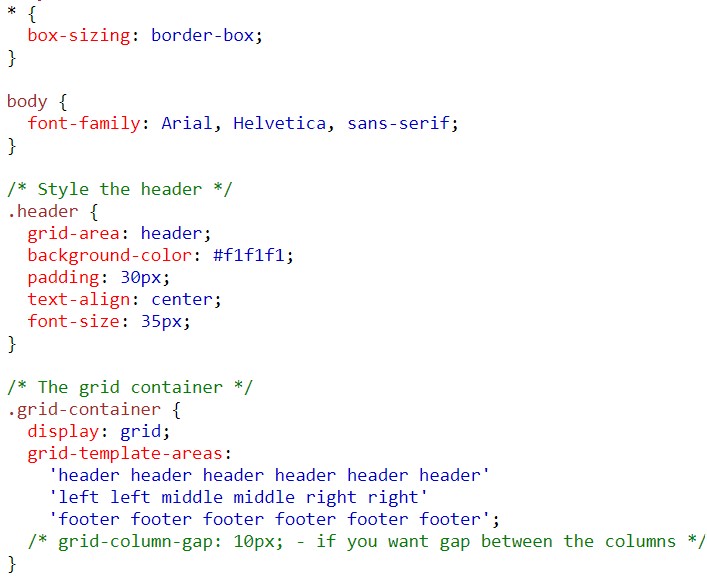 * {
  box-sizing: border-box;
}

body {
  font-family: Arial, Helvetica, sans-serif;
}

/* Style the header */
.header {
  grid-area: header;
  background-color: #f1f1f1;
  padding: 30px;
  text-align: center;
  font-size: 35px;
}

/* The grid container */
.grid-container {
  display: grid;
  grid-template-areas:
    'header header header header header header'
    'left left middle middle right right'
    'footer footer footer footer footer footer';
  /* grid-column-gap: 10px; - if you want gap between the columns */
}